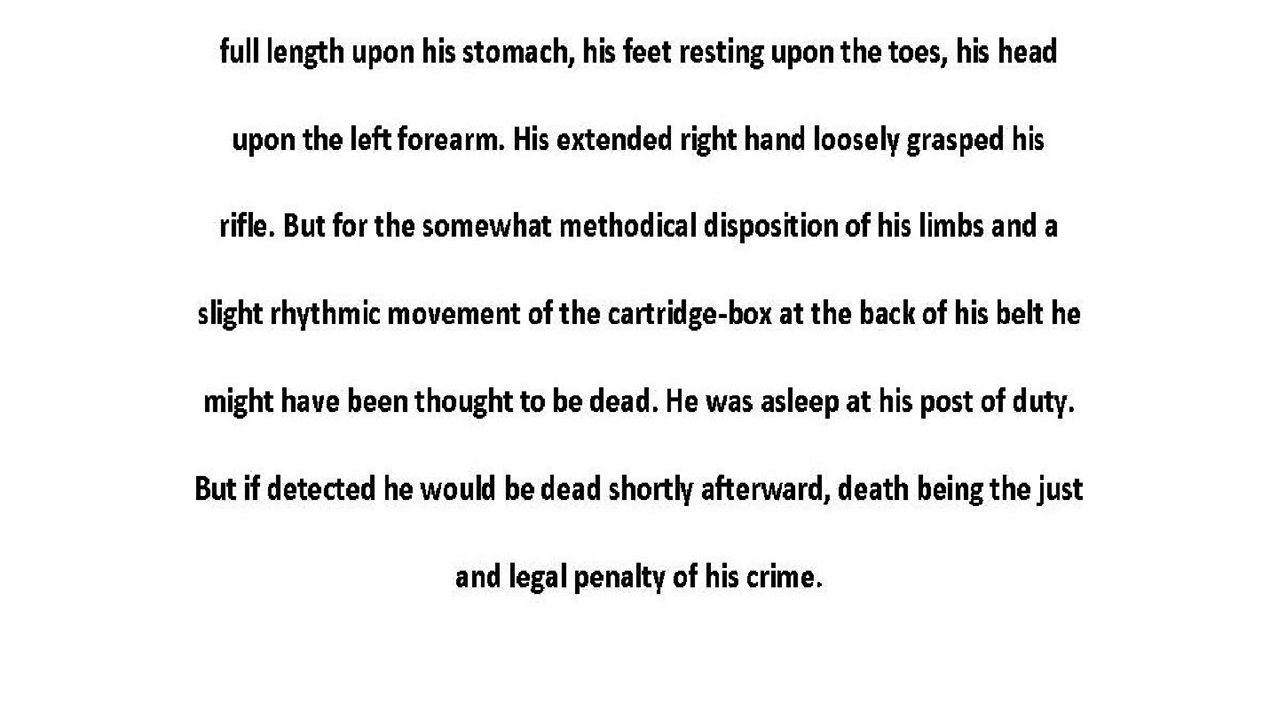 full length upon his stomach, his feet resting upon the toes, his head
upon the left forearm. His extended right hand loosely grasped his
rifle. But for the somewhat methodical disposition of his limbs and a
slight rhythmic movement of the cartridge-box at the back of his belt he
might have been thought to be dead. He was asleep at his post of duty.
But if detected he would be dead shortly afterward, death being the just
and legal penalty of his crime.